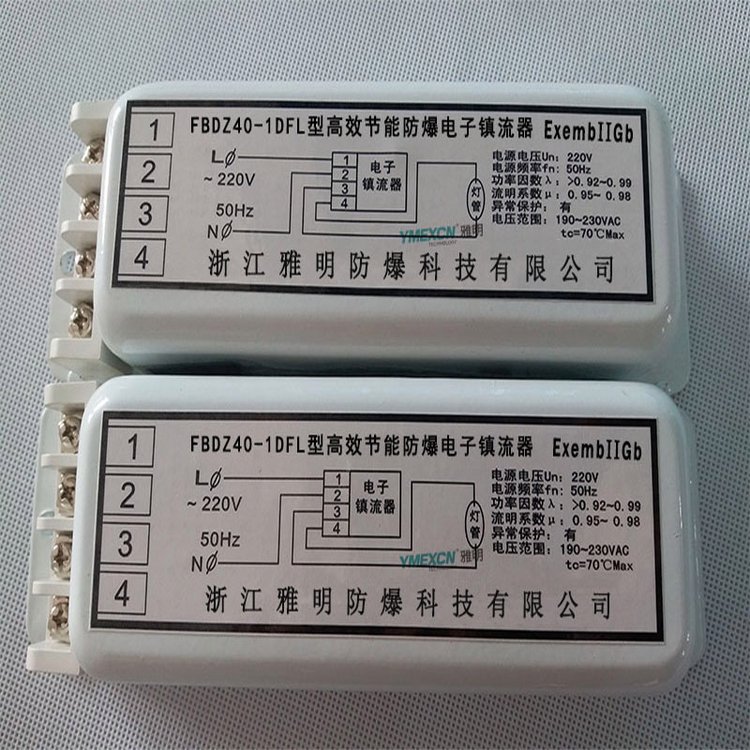 1
2
3
4
FBDZ40-1DFL型高效节能防爆电子镇流器 ExembIIGb
LØ
~220V
50Hz
NØ
1
2
3
4
电子
镇流器
灯管
YMEXCN 雅明
TECHNOLOGY
电源电压Un: 220V
电源频率fn: 50Hz
功率因数λ: >0.92~0.99
流明系数μ: 0.95~ 0.98
异常保护: 有
电压范围: 190~230VAC
tc=70℃Max
浙江雅明防爆科技有限公司
1
2
3
4
FBDZ40-1DFL型高效节能防爆电子镇流器 ExembIIGb
LØ
~220V
50Hz
NØ
1
2
3
4
电子
镇流器
灯管
YMEXCN 雅明
电源电压Un: 220V
电源频率fn: 50Hz
功率因数λ: >0.92~0.99
流明系数μ: 0.95~ 0.98
异常保护: 有
电压范围: 190~230VAC
tc=70℃Max
浙江雅明防爆科技有限公司